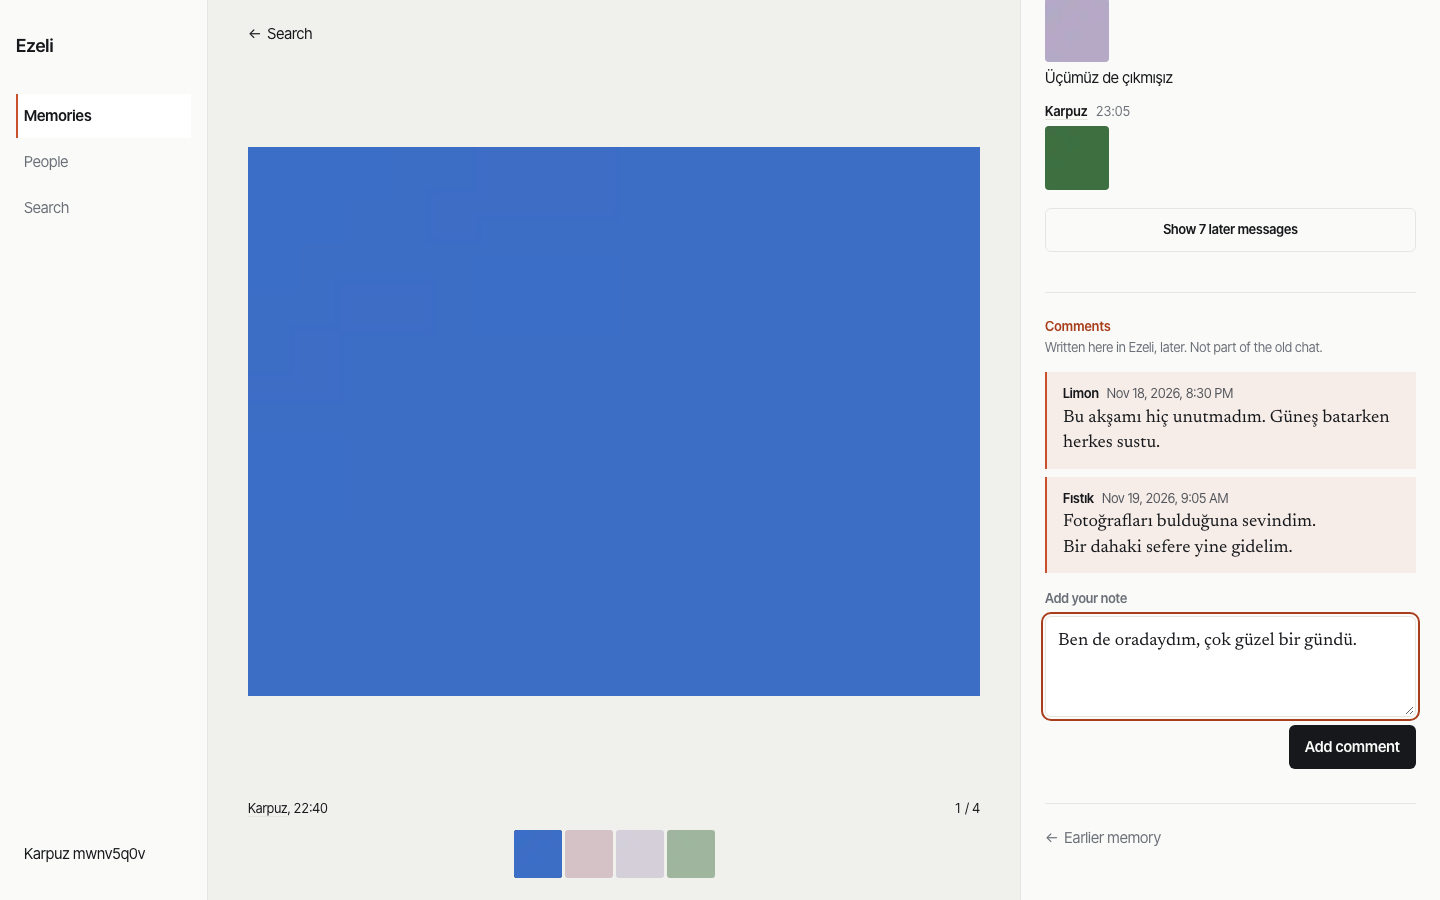 Ezeli
Memories
People
Search
Karpuz mwnv5q0v
← Search
Karpuz, 22:40
1 / 4
Üçümüz de çıkmışız
Karpuz 23:05
Show 7 later messages
Comments
Written here in Ezeli, later. Not part of the old chat.
Limon Nov 18, 2026, 8:30 PM
Bu akşamı hiç unutmadım. Güneş batarken
herkes sustu.
Fıstık Nov 19, 2026, 9:05 AM
Fotoğrafları bulduğuna sevindim.
Bir dahaki sefere yine gidelim.
Add your note
Ben de oradaydım, çok güzel bir gündü.
Add comment
← Earlier memory